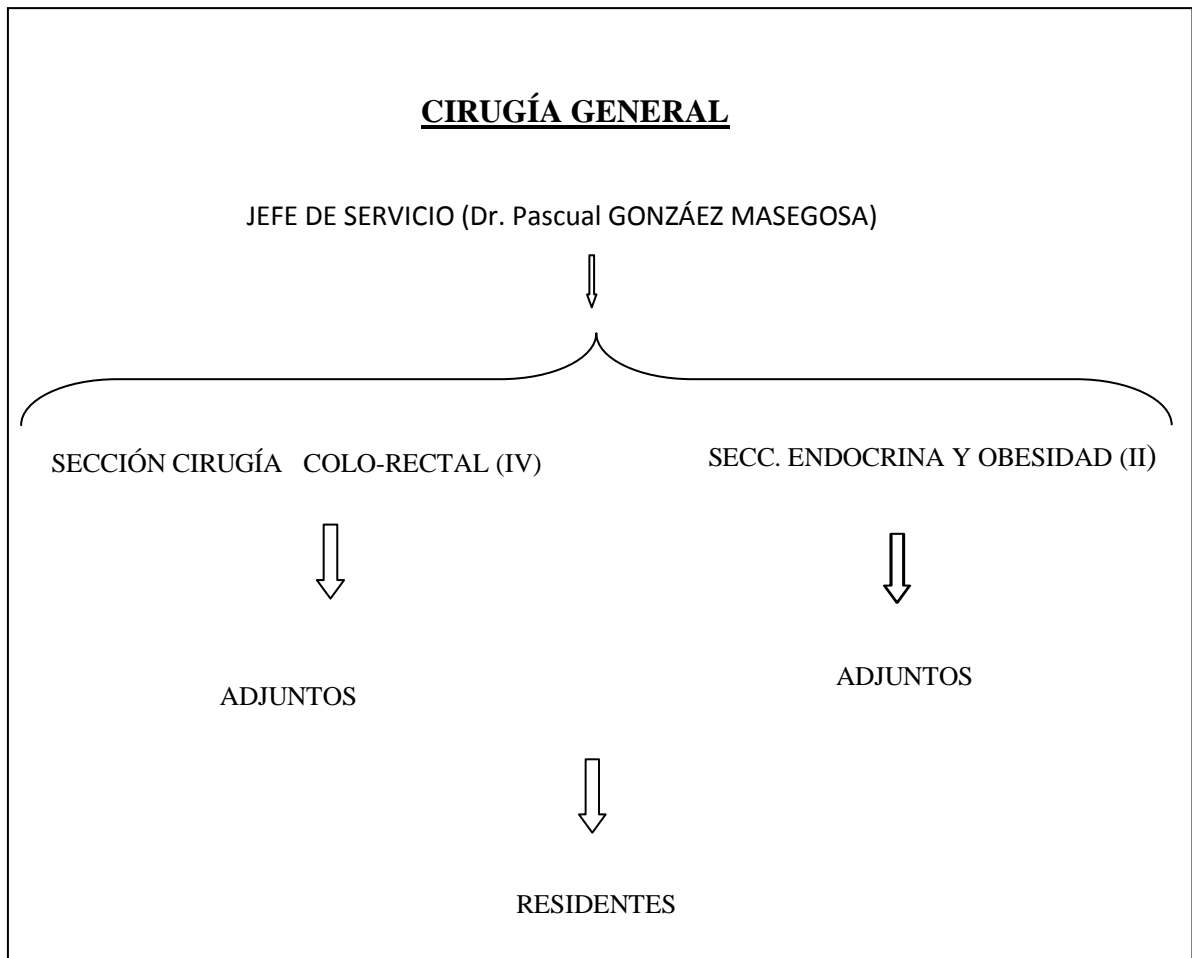 CIRUGÍA GENERAL
JEFE DE SERVICIO (Dr. Pascual GONZÁEZ MASEGOSA)
SECCIÓN CIRUGÍA COLO-RECTAL (IV)
SECC. ENDOCRINA Y OBESIDAD (II)
ADJUNTOS
ADJUNTOS
RESIDENTES